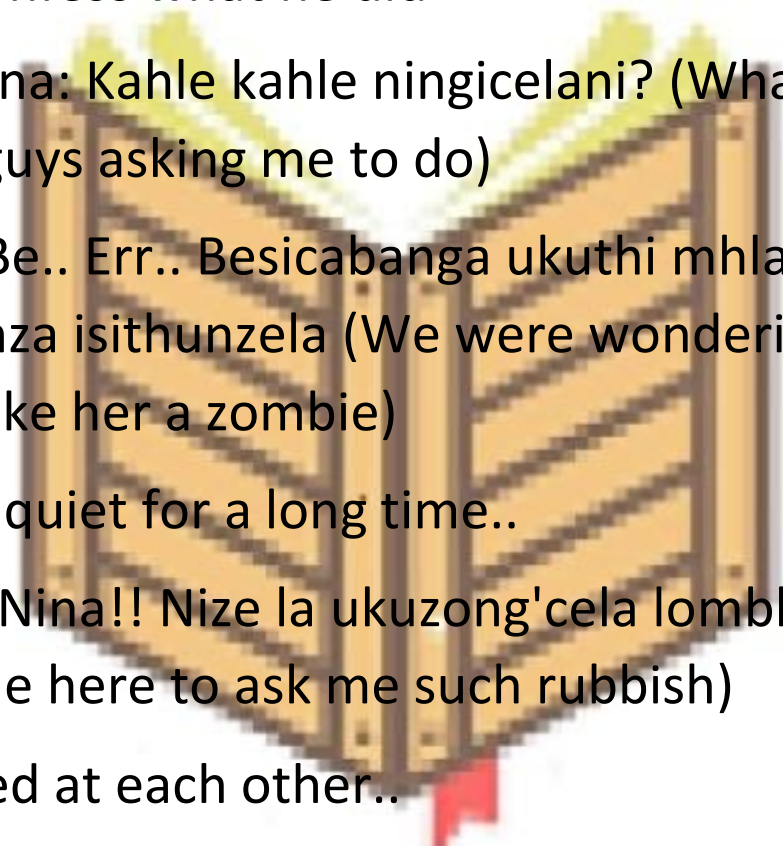 na: Kahle kahle ningicelani? (Wha
guys asking me to do)
Be.. Err.. Besicabanga ukuthi mhla
nza isithunzela (We were wonderi
ke her a zombie)
quiet for a long time..
Nina!! Nize la ukuzong'cela lombh
e here to ask me such rubbish)
ed at each other..